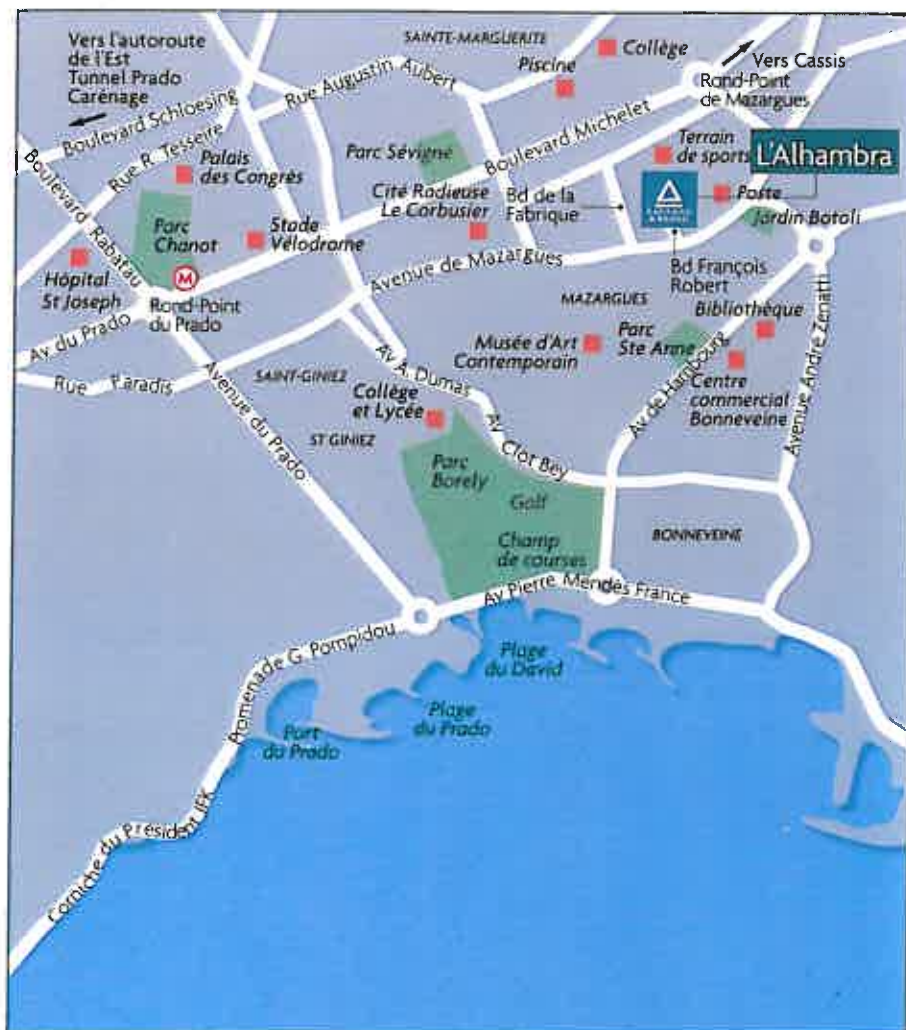 Vers l'autoroute
de l'Est
Tunnel Prado
Carénage
SAINTE-MARGUERITE
Collège
Piscine
Vers Cassis
Rond-Point
de Mazargues
Rue Augustin Aubert
Boulevard Schloesing
Rue R. Teisseire
Boulevard Michelet
Parc Sévigné
Terrain
de sports
L'Alhambra
Palais
des Congrès
Cité Radieuse
Le Corbusier
Bd de la
Fabrique
Poste
Boulevard Rabatau
Parc
Chanot
Stade
Vélodrome
Jardin Botoli
Avenue de Mazargues
Bd François
Robert
Hôpital
St Joseph
M
Rond-Point
du Prado
MAZARGUES
Bibliothèque
Av du Prado
Musée d'Art
Contemporain
Parc
Ste Anne
Rue Paradis
SAINT-GINIEZ
Av A. Dumas
Av de Hambourg
Centre
commercial
Bonneveine
Avenue André Zenatti
Avenue du Prado
Collège
et Lycée
ST GINIEZ
Av Clot Bey
Parc
Borely
Golf
Champ
de courses
BONNEVEINE
Av Pierre Mendès France
Promenade G. Pompidou
Plage
du David
Plage
du Prado
Port
du Prado
Corniche du Président JFK